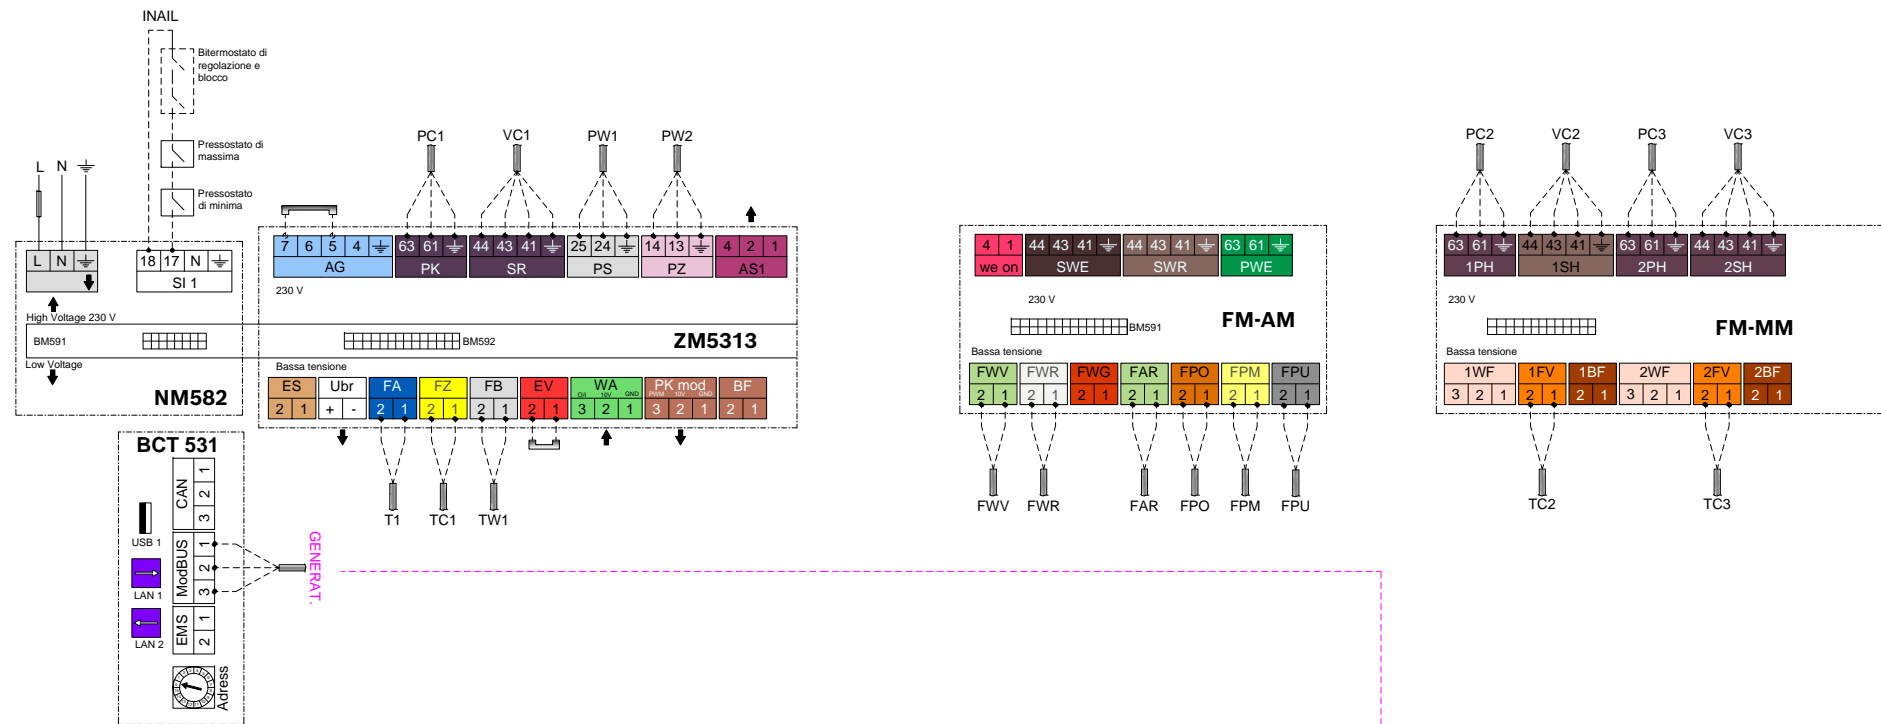 INAIL
Bitermostato di
regolazione e
blocco
Pressostato di
massima
Pressostato
di minima
L N
PC1 VC1 PW1 PW2
PC2 VC2 PC3 VC3
L N
18 17 N
SI 1
7 6 5 4
AG
63 61
PK
44 43 41
SR
25 24
PS
14 13
PZ
4 2 1
AS1
230 V
4 1
we on
44 43 41
SWE
44 43 41
SWR
63 61
PWE
230 V
BM591
FM-AM
63 61
1PH
44 43 41
1SH
63 61
2PH
44 43 41
2SH
230 V
FM-MM
High Voltage 230 V
BM591
BM592
ZM5313
Low Voltage
NM582
Bassa tensione
ES
2 1
Ubr
+ -
FA
2 1
FZ
2 1
FB
2 1
EV
2 1
WA
O/I 10V GND
3 2 1
PK mod
PWM 10V GND
3 2 1
BF
2 1
T1 TC1 TW1
Bassa tensione
FWV
2 1
FWR
2 1
FWG
2 1
FAR
2 1
FPO
2 1
FPM
2 1
FPU
2 1
FWV FWR FAR FPO FPM FPU
Bassa tensione
1WF
3 2 1
1FV
2 1
1BF
2 1
2WF
3 2 1
2FV
2 1
2BF
2 1
TC2 TC3
BCT 531
CAN
1
2
3
USB 1
ModBUS
1
2
3
LAN 1
EMS
1
2
LAN 2
Adress
GENERAT.